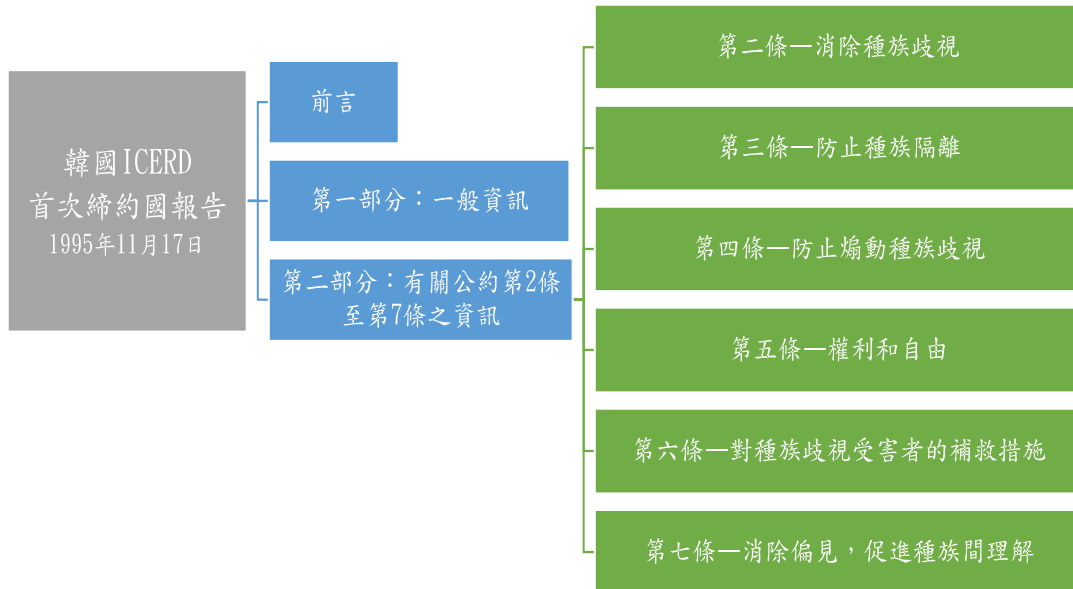 韓國ICERD
首次締約國報告
1995年11月17日
前言
第一部分：一般資訊
第二部分：有關公約第2條
至第7條之資訊
第二條—消除種族歧視
第三條—防止種族隔離
第四條—防止煽動種族歧視
第五條—權利和自由
第六條—對種族歧視受害者的補救措施
第七條—消除偏見，促進種族間理解